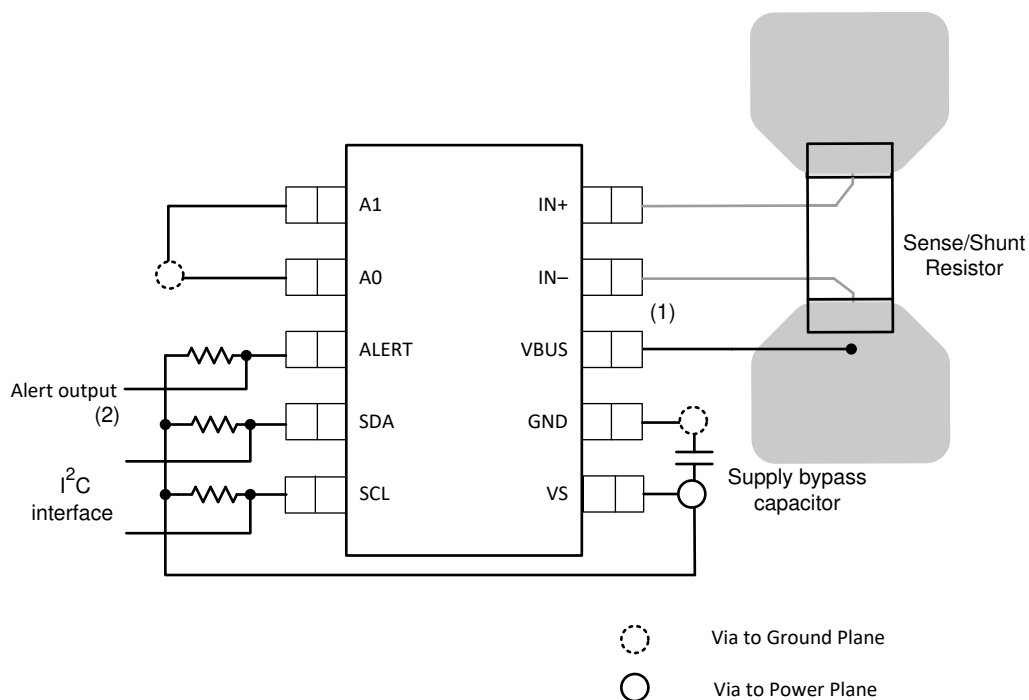 A1
A0
ALERT
SDA
SCL
IN+
IN–
VBUS
GND
VS
(1)
Sense/Shunt
Resistor
Alert output
(2)
I²C
interface
Supply bypass
capacitor
Via to Ground Plane
Via to Power Plane